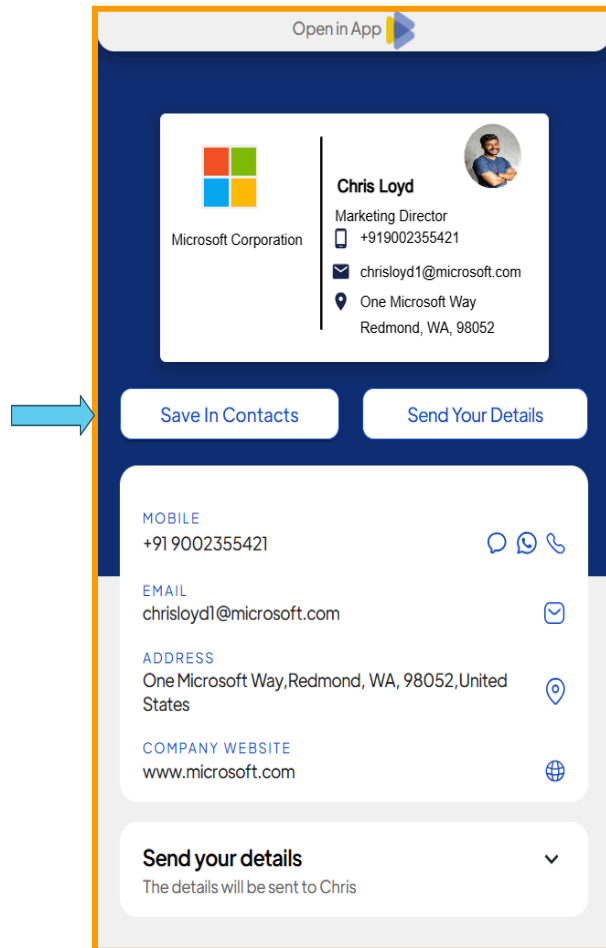 Open in App
Chris Loyd
Marketing Director
Microsoft Corporation
+919002355421
chrisloyd1@microsoft.com
One Microsoft Way
Redmond, WA, 98052
Save In Contacts
Send Your Details
MOBILE
+91 9002355421
EMAIL
chrisloyd1@microsoft.com
ADDRESS
One Microsoft Way,Redmond, WA, 98052,United
States
COMPANY WEBSITE
www.microsoft.com
Send your details
The details will be sent to Chris